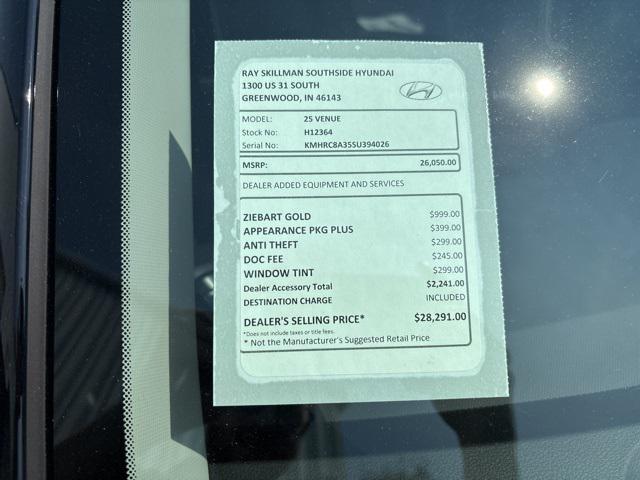 RAY SKILLMAN SOUTHSIDE HYUNDAI
1300 US 31 SOUTH
GREENWOOD, IN 46143
MODEL: 25 VENUE
Stock No: H12364
Serial No: KMHRC8A35SU394026
MSRP: 26,050.00
DEALER ADDED EQUIPMENT AND SERVICES
ZIEBART GOLD $999.00
APPEARANCE PKG PLUS $399.00
ANTI THEFT $299.00
DOC FEE $245.00
WINDOW TINT $299.00
Dealer Accessory Total $2,241.00
DESTINATION CHARGE INCLUDED
DEALER'S SELLING PRICE* $28,291.00
*Does not include taxes or title fees.
* Not the Manufacturer's Suggested Retail Price